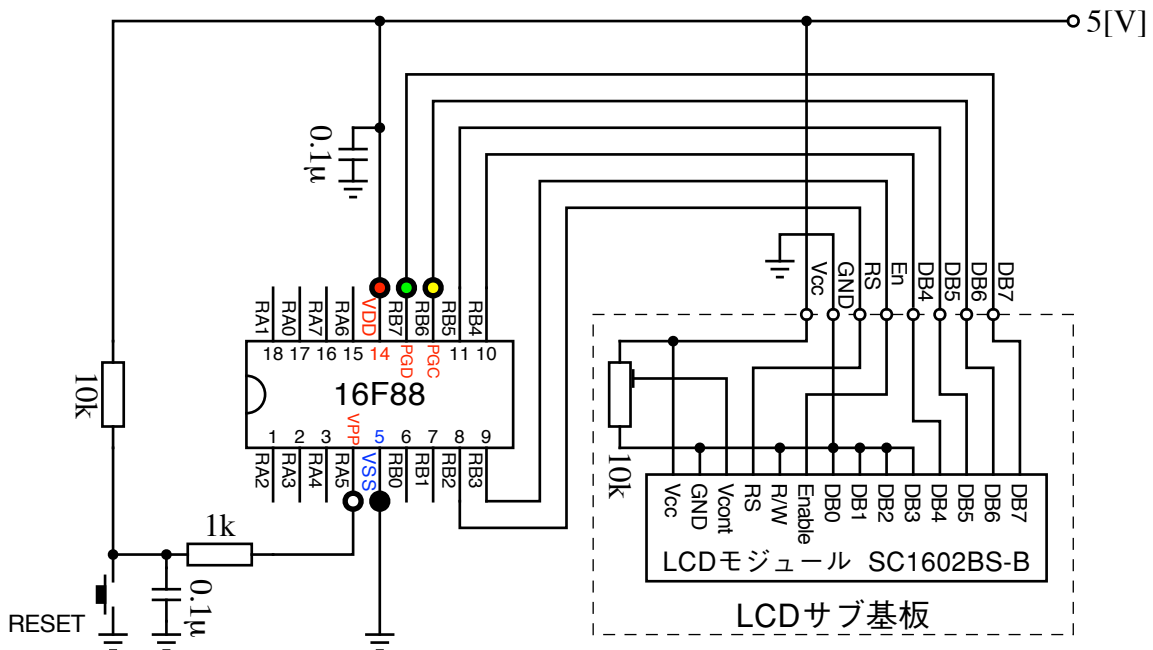 5[V]
0.1μ
Vcc
GND
RS
En
DB4
DB5
DB6
DB7
RA1
RA0
RA7
RA6
VDD
RB7
RB6
RB5
RB4
18 17 16 15 14 PGD PGC 11 10
16F88
10k
1 2 3 VPP 5 6 7 8 9
RA2
RA3
RA4
RA5
VSS
RB0
RB1
RB2
RB3
10k
Vcc
GND
Vcont
RS
R/W
Enable
DB0
DB1
DB2
DB3
DB4
DB5
DB6
DB7
LCDモジュール SC1602BS-B
LCDサブ基板
1k
0.1μ
RESET